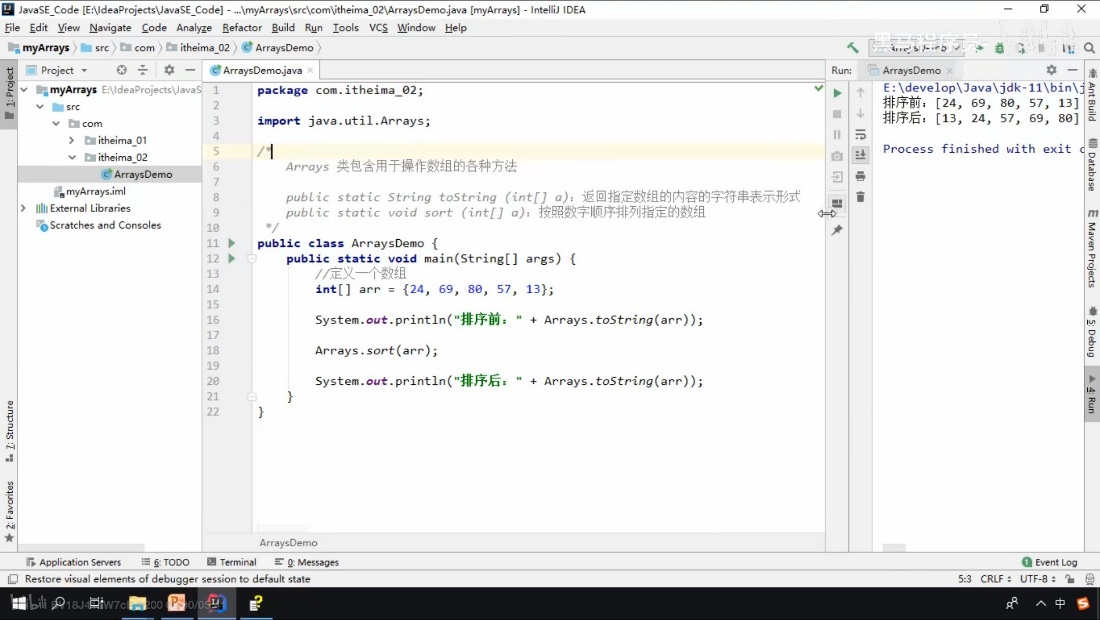 JavaSE_Code [E:\IdeaProjects\JavaSE_Code] - ...\myArrays\src\com\itheima_02\ArraysDemo.java [myArrays] - IntelliJ IDEA
File Edit View Navigate Code Analyze Refactor Build Run Tools VCS Window Help
myArrays src com itheima_02 ArraysDemo
黑马程序员
Project
ArraysDemo.java
Run: ArraysDemo
1: Project
myArrays E:\IdeaProjects\JavaS
src
com
itheima_01
itheima_02
ArraysDemo
myArrays.iml
External Libraries
Scratches and Consoles
1 package com.itheima_02;
2
3 import java.util.Arrays;
4
5 /*
6 Arrays 类包含用于操作数组的各种方法
7
8 public static String toString (int[] a): 返回指定数组的内容的字符串表示形式
9 public static void sort (int[] a): 按照数字顺序排列指定的数组
10 */
11 public class ArraysDemo {
12 public static void main(String[] args) {
13 //定义一个数组
14 int[] arr = {24, 69, 80, 57, 13};
15
16 System.out.println("排序前: " + Arrays.toString(arr));
17
18 Arrays.sort(arr);
19
20 System.out.println("排序后: " + Arrays.toString(arr));
21 }
22 }
ArraysDemo
E:\develop\Java\jdk-11\bin\j
排序前: [24, 69, 80, 57, 13]
排序后: [13, 24, 57, 69, 80]
Process finished with exit c
Ant Build
Database
Maven Projects
5: Debug
4: Run
7: Structure
2: Favorites
Application Servers 6: TODO Terminal 0: Messages Event Log
Restore visual elements of debugger session to default state 5:3 CRLF UTF-8
中